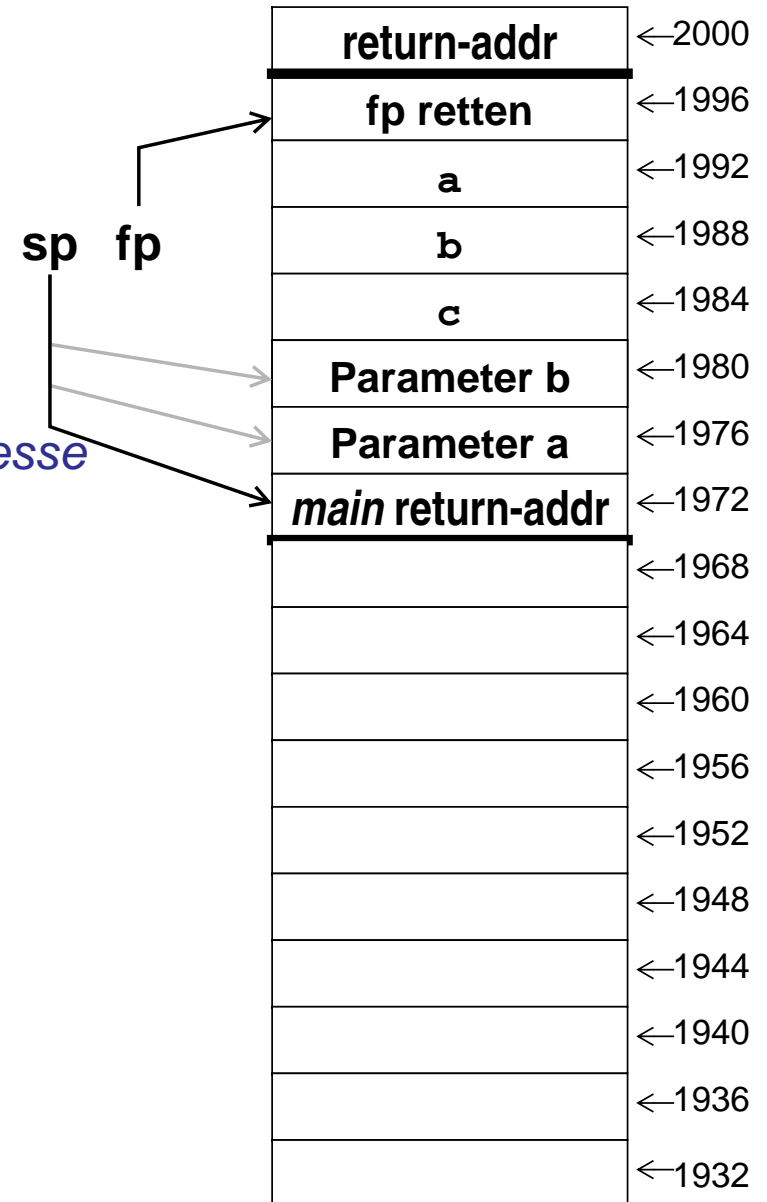 return-addr ←2000
fp retten ←1996
a ←1992
sp fp b ←1988
c ←1984
Parameter b ←1980
esse Parameter a ←1976
main return-addr ←1972
←1968
←1964
←1960
←1956
←1952
←1948
←1944
←1940
←1936
←1932